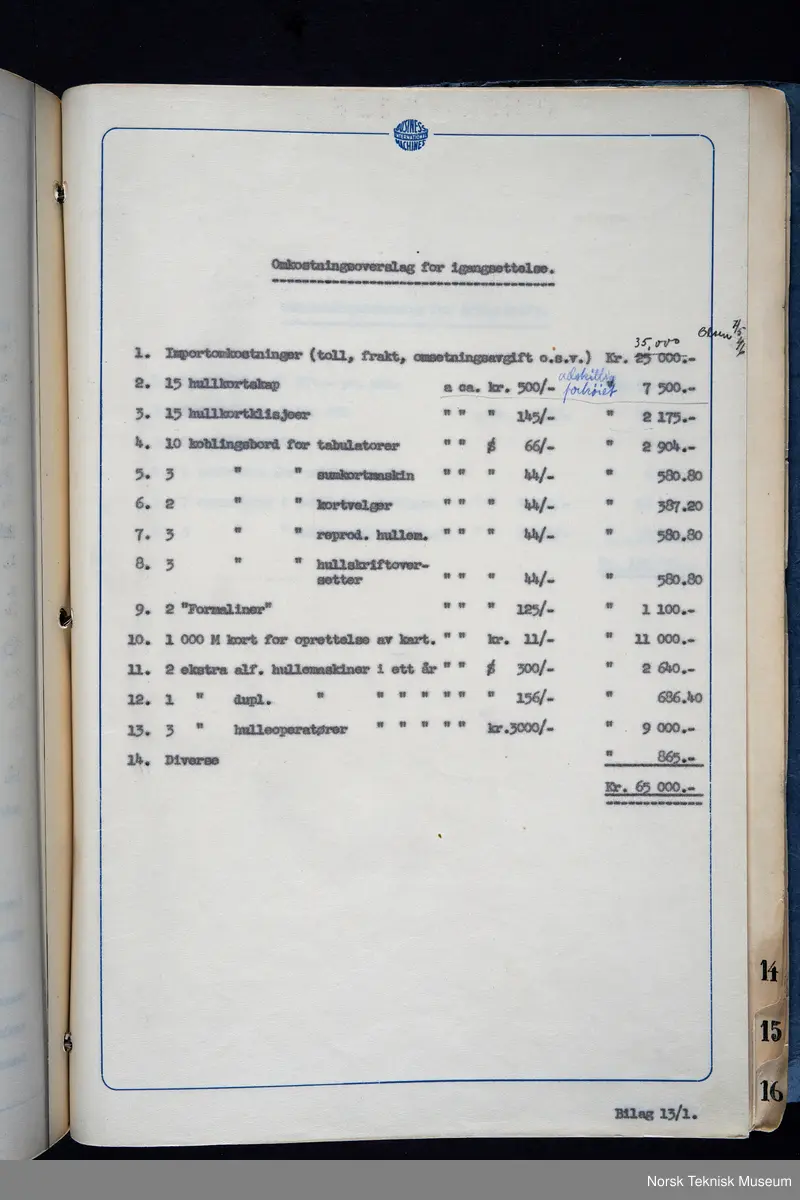 BUSINESS
INTERNATIONAL
MACHINES
Omkostningsoverslag for igangsettelse.
35,000 Olsen 7/5 46
1. Importomkostninger (toll, frakt, omsetningsavgift o.s.v.) Kr. 25 000.-
adskillig
2. 15 hullkortskap a ca. kr. 500/- forhöiet " 7 500.-
3. 15 hullkortklisjeer " " " 145/- " 2 175.-
4. 10 koblingsbord for tabulatorer " " $ 66/- " 2 904.-
5. 3 " " sumkortmaskin " " " 44/- " 580.80
6. 2 " " kortvelger " " " 44/- " 387.20
7. 3 " " reprod. hullem. " " " 44/- " 580.80
8. 3 " " hullskriftover-
setter " " " 44/- " 580.80
9. 2 "Formaliner" " " " 125/- " 1 100.-
10. 1 000 M kort for oprettelse av kart. " " kr. 11/- " 11 000.-
11. 2 ekstra alf. hullemaskiner i ett år " " $ 300/- " 2 640.-
12. 1 " dupl. " " " " " " " 156/- " 686.40
13. 3 " hulleoperatører " " " " " kr.3000/- " 9 000.-
14. Diverse " 865.-
Kr. 65 000.-
14
15
16
Bilag 13/1.
Norsk Teknisk Museum